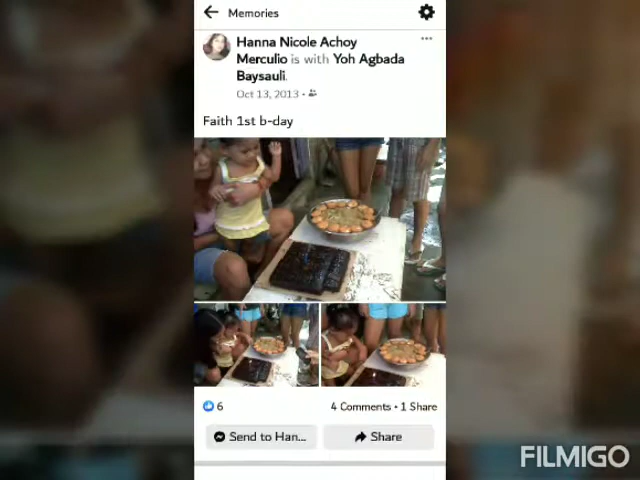 Memories
Hanna Nicole Achoy
Merculio is with Yoh Agbada
Baysauli.
Oct 13, 2013 •
Faith 1st b-day
6
4 Comments • 1 Share
Send to Han...
Share
FILMIGO